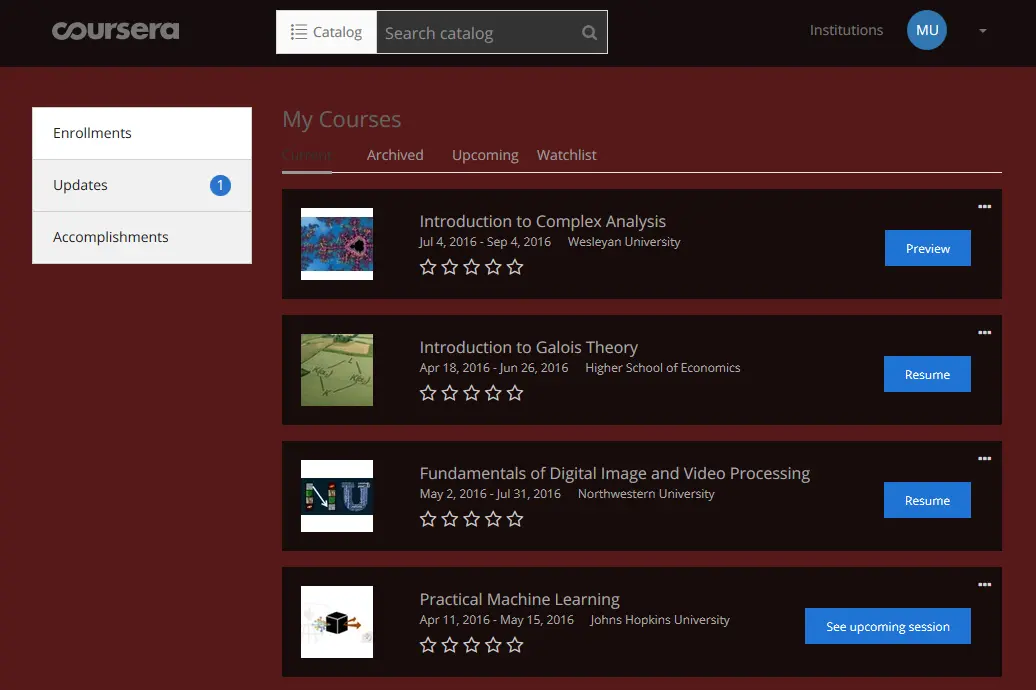 coursera
Catalog
Search catalog
Institutions
MU
Enrollments
Updates
1
Accomplishments
My Courses
Current Archived Upcoming Watchlist
Introduction to Complex Analysis
Jul 4, 2016 - Sep 4, 2016 Wesleyan University
Preview
Introduction to Galois Theory
Apr 18, 2016 - Jun 26, 2016 Higher School of Economics
Resume
Fundamentals of Digital Image and Video Processing
May 2, 2016 - Jul 31, 2016 Northwestern University
Resume
NU
Practical Machine Learning
Apr 11, 2016 - May 15, 2016 Johns Hopkins University
See upcoming session